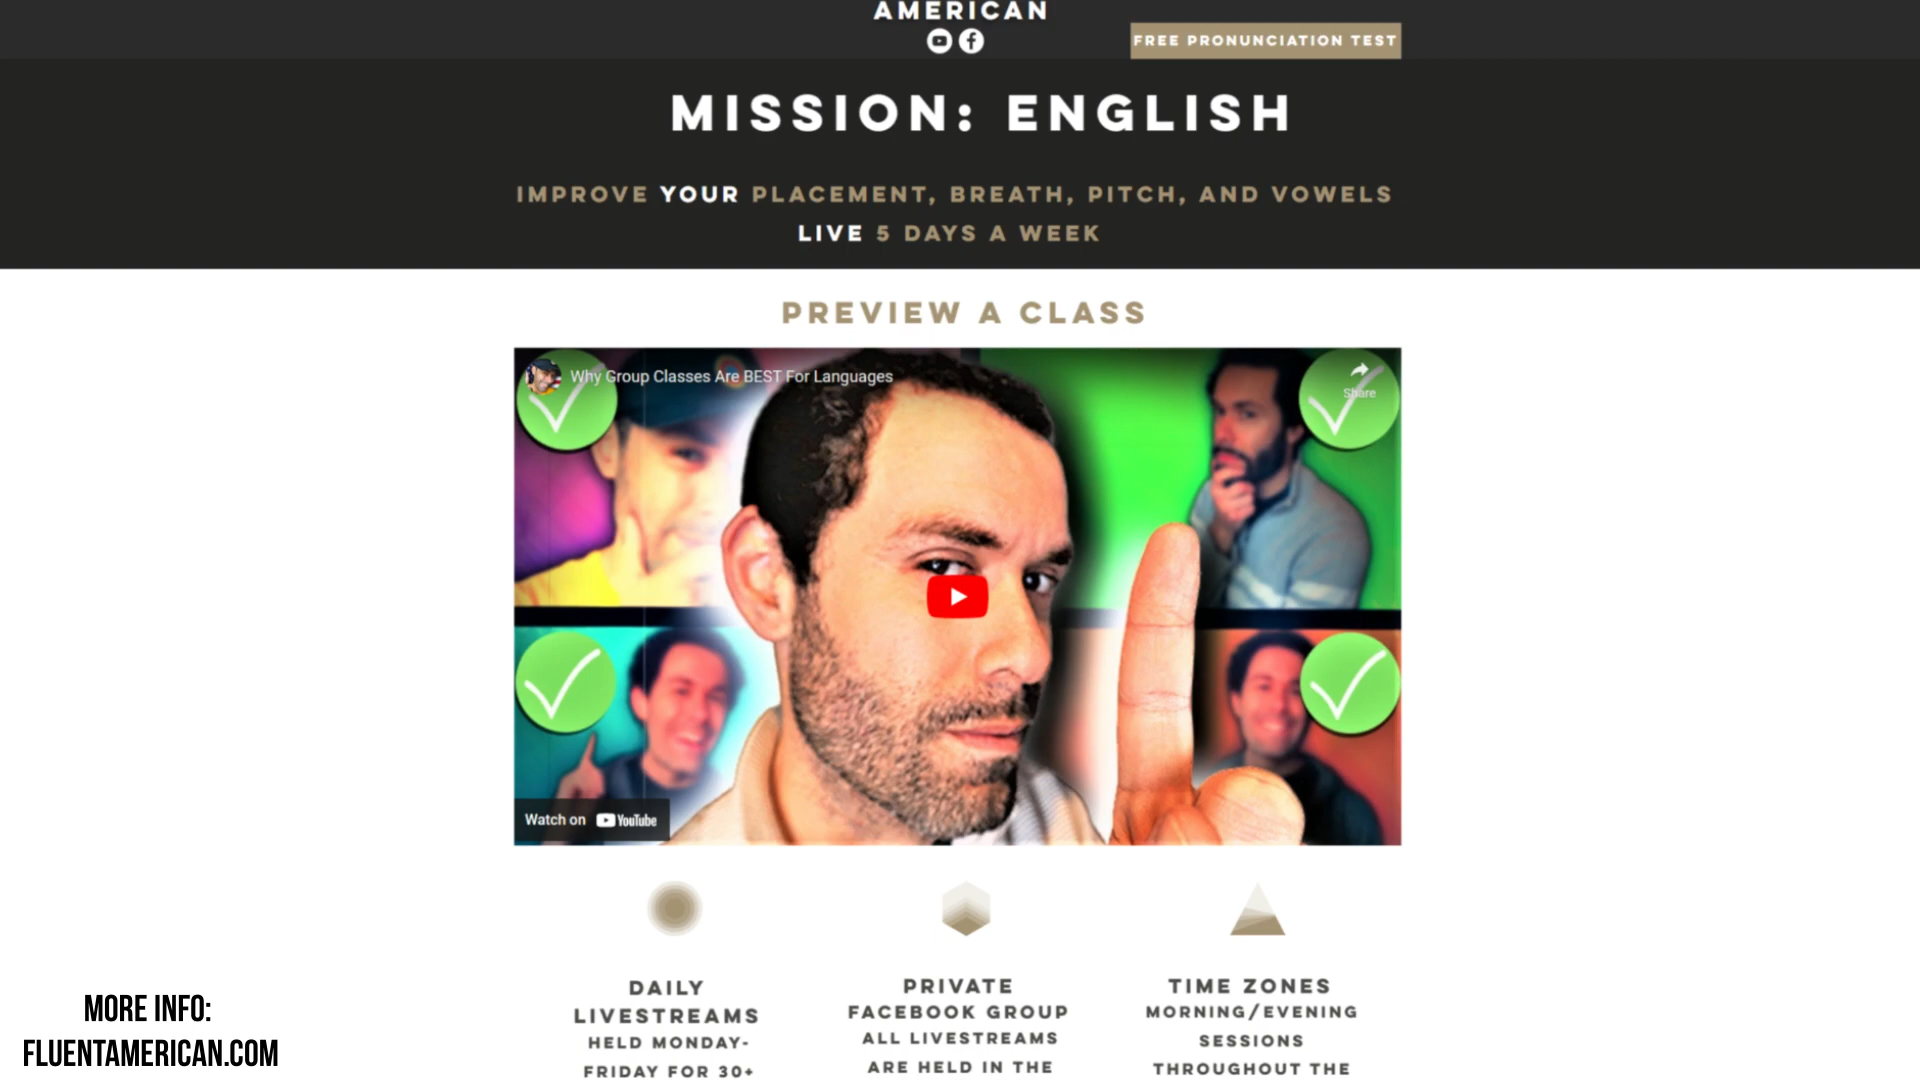 AMERICAN
FREE PRONUNCIATION TEST
MISSION: ENGLISH
IMPROVE YOUR PLACEMENT, BREATH, PITCH, AND VOWELS
LIVE 5 DAYS A WEEK
PREVIEW A CLASS
Why Group Classes Are BEST For Languages
Share
Watch on YouTube
DAILY
LIVESTREAMS
HELD MONDAY-
FRIDAY FOR 30+
PRIVATE
FACEBOOK GROUP
ALL LIVESTREAMS
ARE HELD IN THE
TIME ZONES
MORNING/EVENING
SESSIONS
THROUGHOUT THE
MORE INFO:
FLUENTAMERICAN.COM